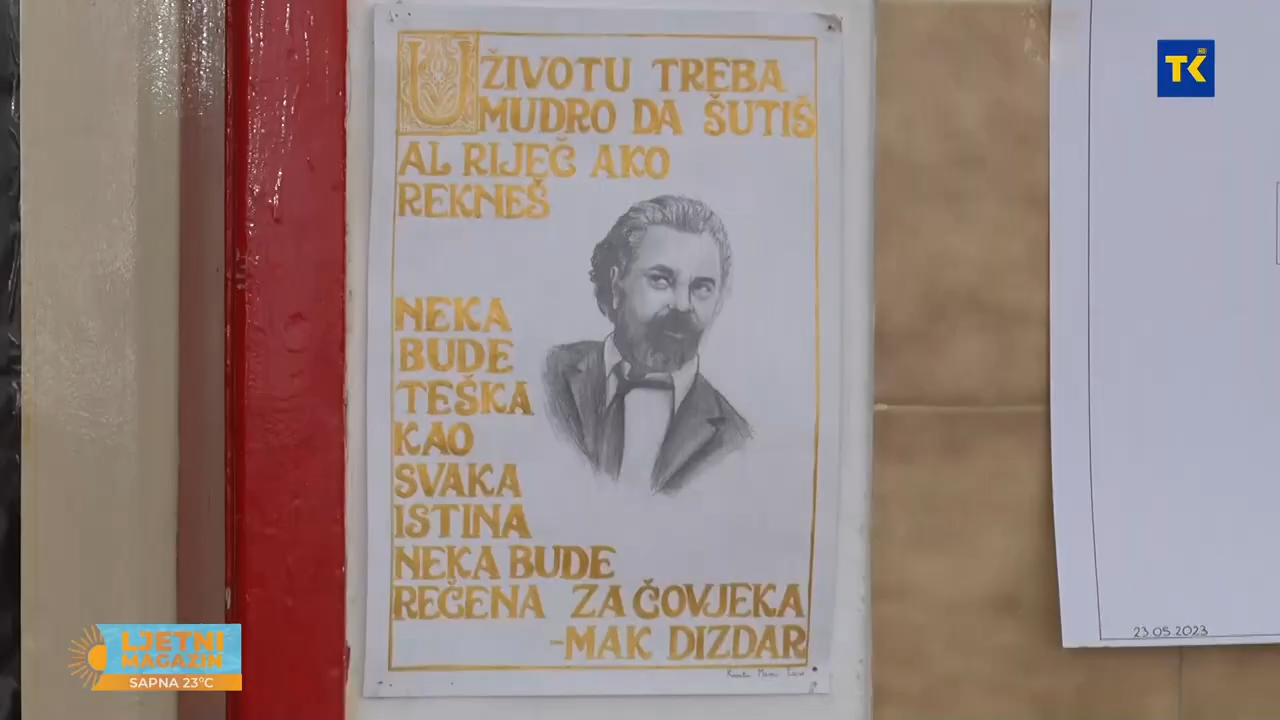 U ŽIVOTU TREBA
MUDRO DA ŠUTIŠ
AL RIJEČ AKO
REKNEŠ
NEKA
BUDE
TEŠKA
KAO
SVAKA
ISTINA
NEKA BUDE
REČENA ZA ČOVJEKA
-MAK DIZDAR
23.05.2023
TK HD
LJETNI
MAGAZIN
SAPNA 23°C